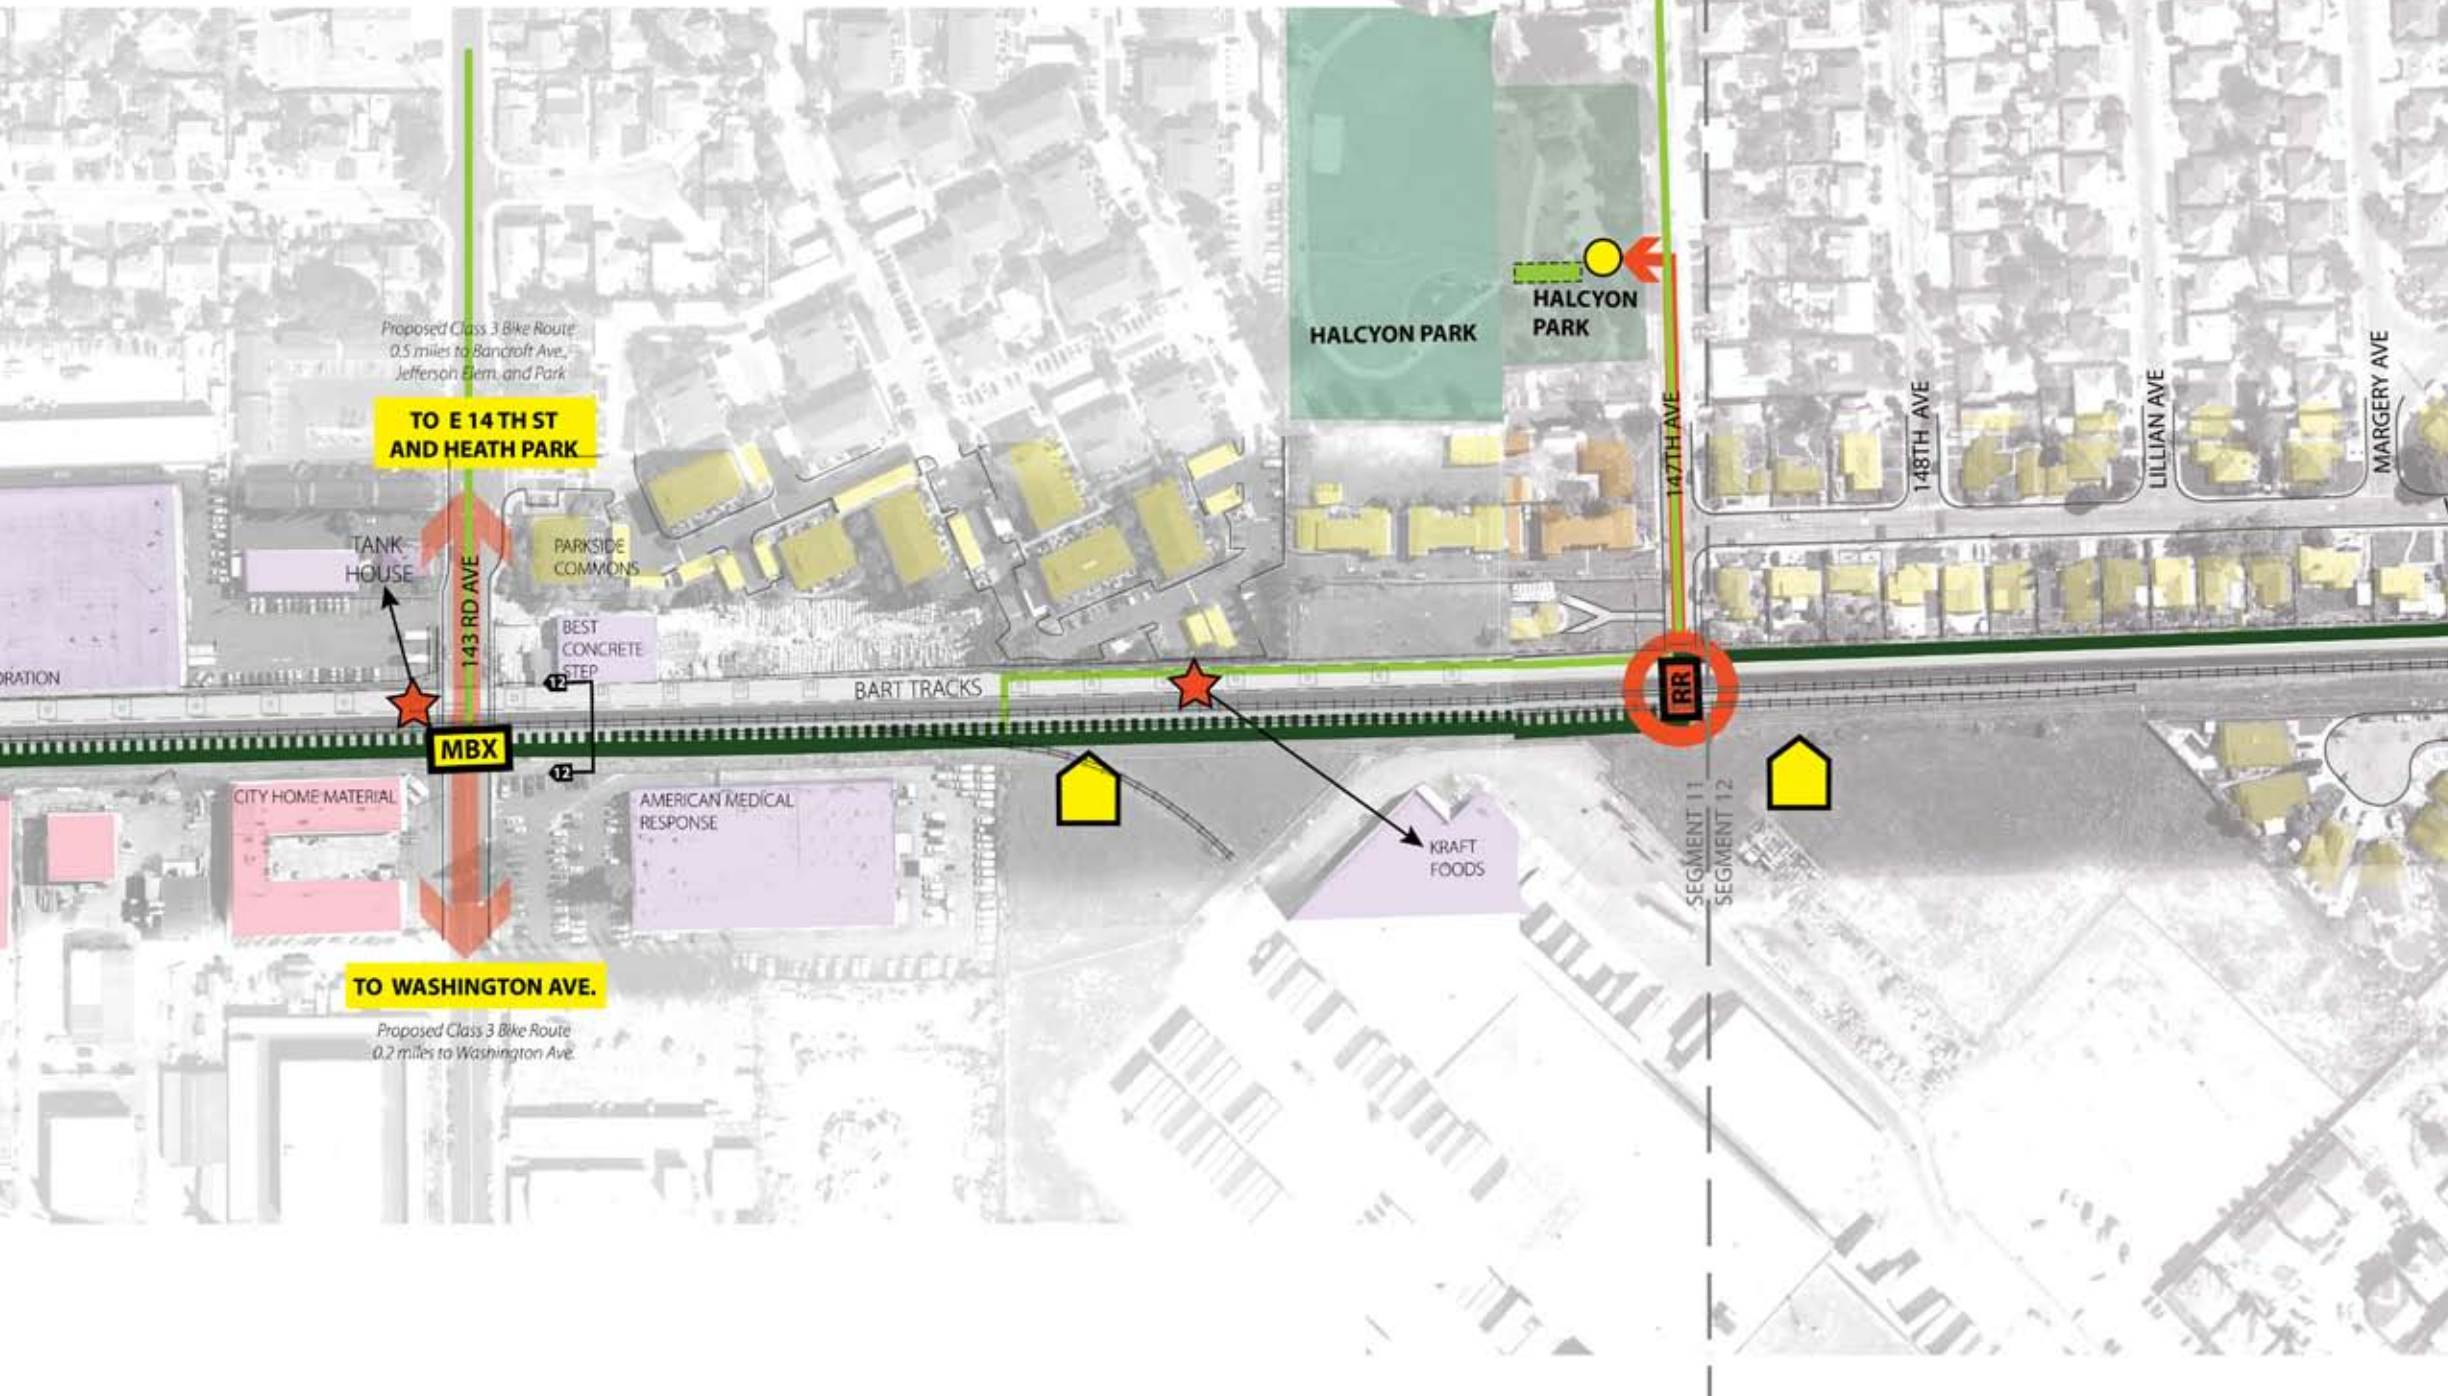 Proposed Class 3 Bike Route
0.5 miles to Bancroft Ave.,
Jefferson Elem. and Park
TO E 14 TH ST
AND HEATH PARK
TANK
HOUSE
143 RD AVE
PARKSIDE
COMMONS
BEST
CONCRETE
STEP
ORATION
12
12
MBX
BART TRACKS
CITY HOME MATERIAL
AMERICAN MEDICAL
RESPONSE
TO WASHINGTON AVE.
Proposed Class 3 Bike Route
0.2 miles to Washington Ave.
HALCYON PARK
HALCYON
PARK
147TH AVE
148TH AVE
LILLIAN AVE
MARGERY AVE
RR
KRAFT
FOODS
SEGMENT 11
SEGMENT 12